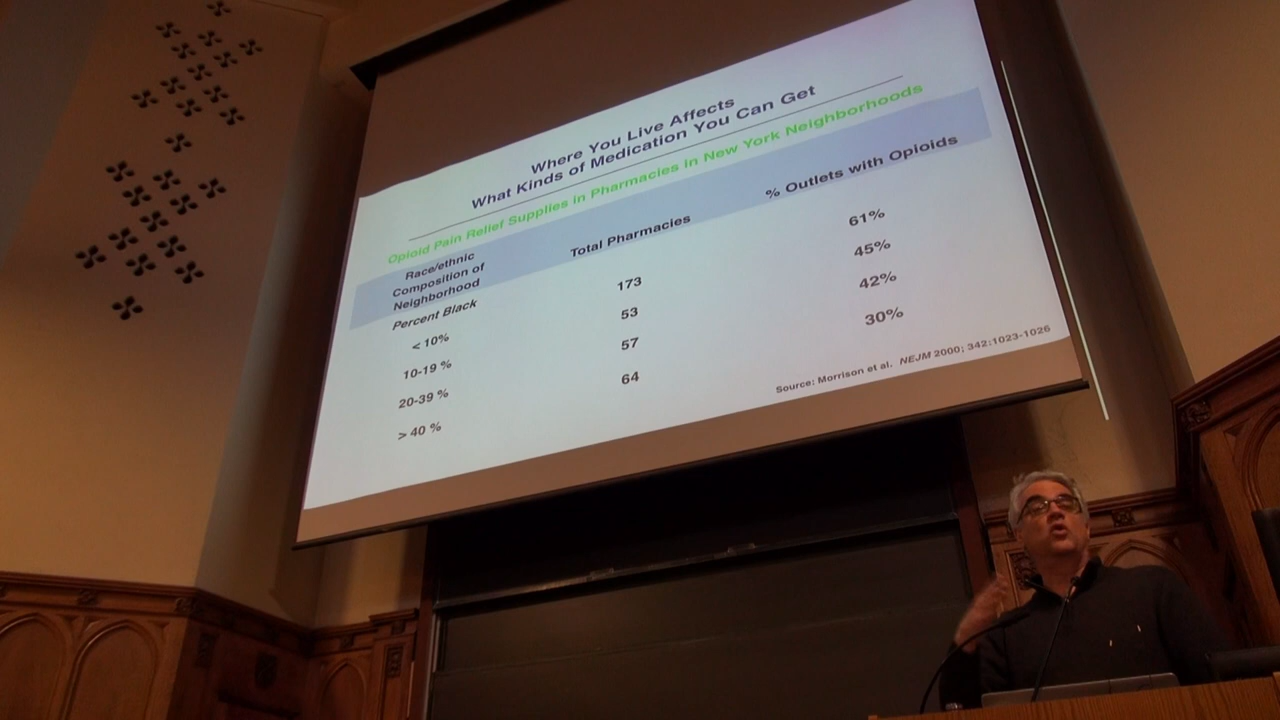 Where You Live Affects
What Kinds of Medication You Can Get
Opioid Pain Relief Supplies in Pharmacies in New York Neighborhoods
Race/ethnic
Composition of
Neighborhood
Total Pharmacies
% Outlets with Opioids
Percent Black
< 10% 173 61%
10-19 % 53 45%
20-39 % 57 42%
> 40 % 64 30%
Source: Morrison et al. NEJM 2000; 342:1023-1026